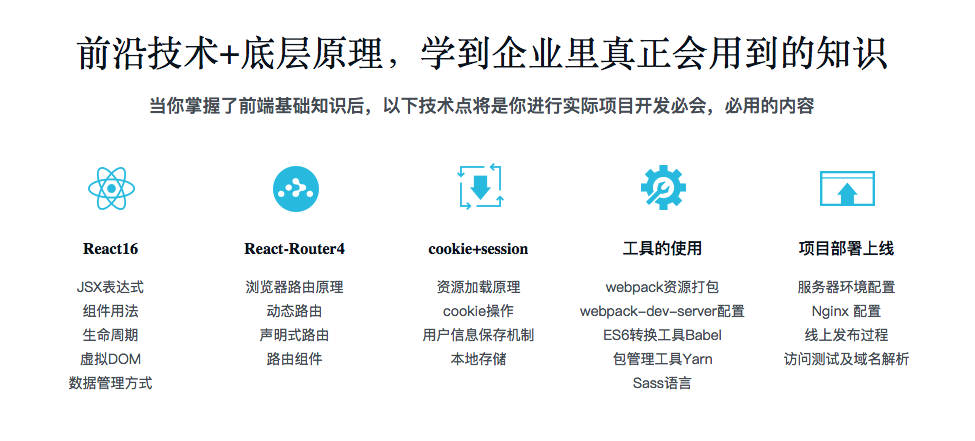 前沿技术+底层原理，学到企业里真正会用到的知识
当你掌握了前端基础知识后，以下技术点将是你进行实际项目开发必会，必用的内容
React16
JSX表达式
组件用法
生命周期
虚拟DOM
数据管理方式
React-Router4
浏览器路由原理
动态路由
声明式路由
路由组件
cookie+session
资源加载原理
cookie操作
用户信息保存机制
本地存储
工具的使用
webpack资源打包
webpack-dev-server配置
ES6转换工具Babel
包管理工具Yarn
Sass语言
项目部署上线
服务器环境配置
Nginx 配置
线上发布过程
访问测试及域名解析